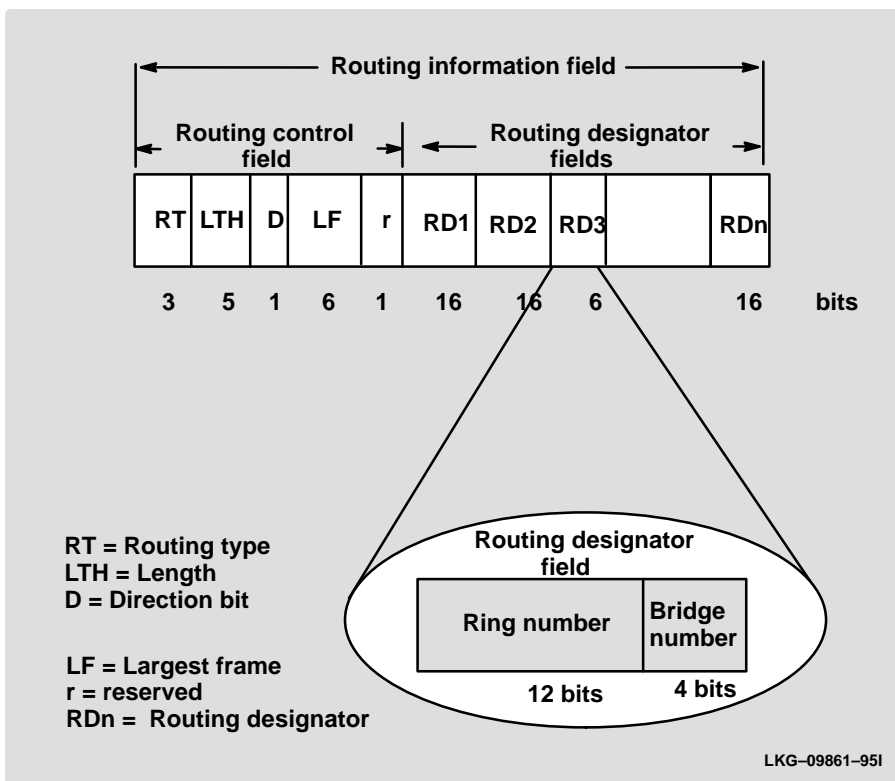 Routing information field
Routing control
field
Routing designator
fields
RT LTH D LF r RD1 RD2 RD3 RDn
3 5 1 6 1 16 16 6 16 bits
Routing designator
field
Ring number
Bridge
number
12 bits 4 bits
RT = Routing type
LTH = Length
D = Direction bit
LF = Largest frame
r = reserved
RDn = Routing designator
LKG–09861–95I